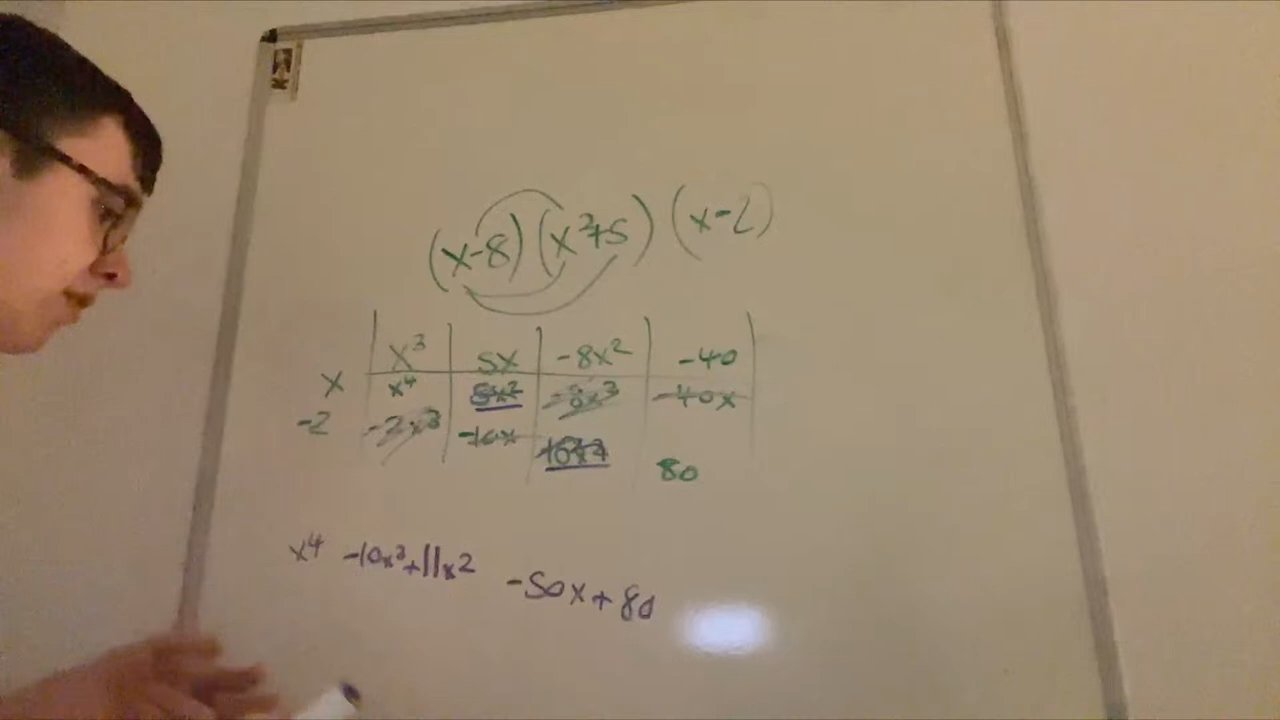 (x-8)(x²+5)(x-2)
x³ 5x -8x² -40
x x⁴ 5x² -8x³ -40x
-2 -2x³ -10x 80
x⁴ -10x³+11x² -50x+80